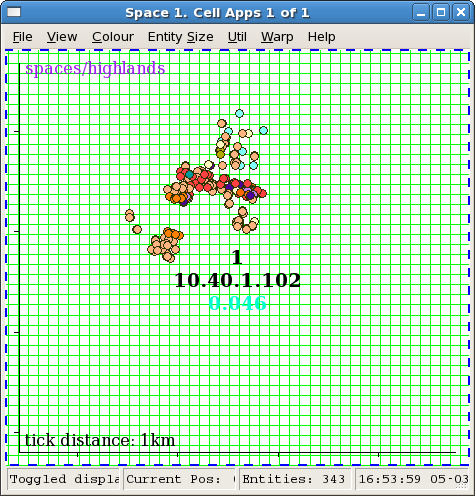 Space 1. Cell Apps 1 of 1
File View Colour Entity Size Util Warp Help
spaces/highlands
1
10.40.1.102
0.046
tick distance: 1km
Toggled displa Current Pos: ( Entities: 343 16:53:59 05-03